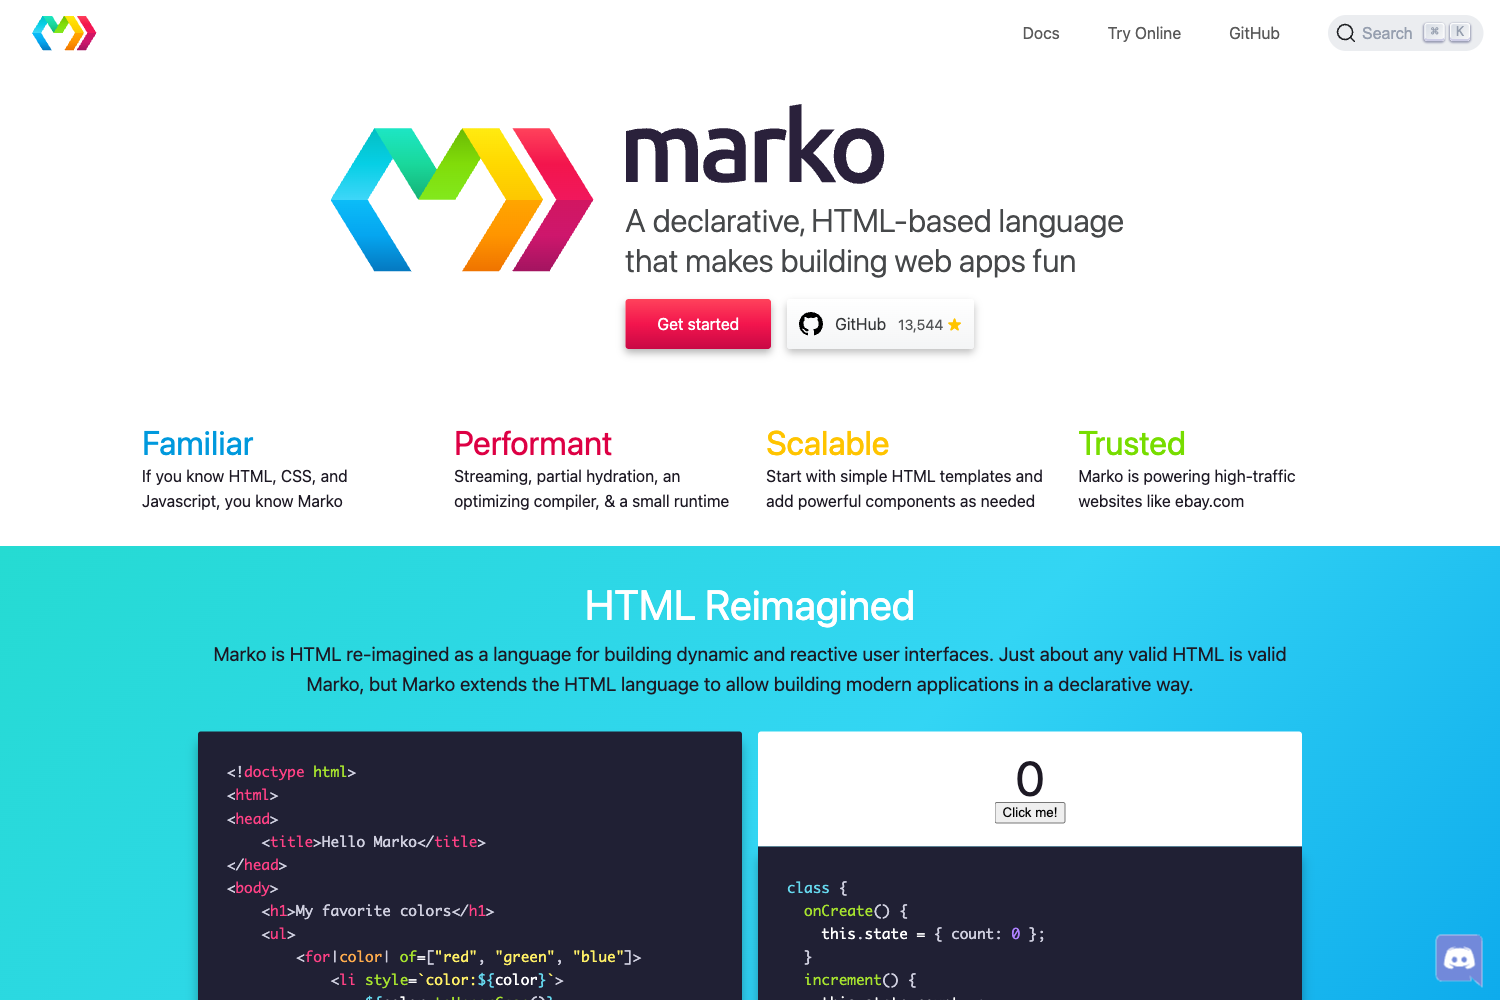 Docs
Try Online
GitHub
Search ⌘ K
marko
A declarative, HTML-based language
that makes building web apps fun
Get started
GitHub 13,544
Familiar
If you know HTML, CSS, and
Javascript, you know Marko
Performant
Streaming, partial hydration, an
optimizing compiler, & a small runtime
Scalable
Start with simple HTML templates and
add powerful components as needed
Trusted
Marko is powering high-traffic
websites like ebay.com
HTML Reimagined
Marko is HTML re-imagined as a language for building dynamic and reactive user interfaces. Just about any valid HTML is valid
Marko, but Marko extends the HTML language to allow building modern applications in a declarative way.
<!doctype html>
<html>
<head>
    <title>Hello Marko</title>
</head>
<body>
    <h1>My favorite colors</h1>
    <ul>
        <for|color| of=["red", "green", "blue"]>
            <li style=`color:${color}`>
0
Click me!
class {
  onCreate() {
    this.state = { count: 0 };
  }
  increment() {